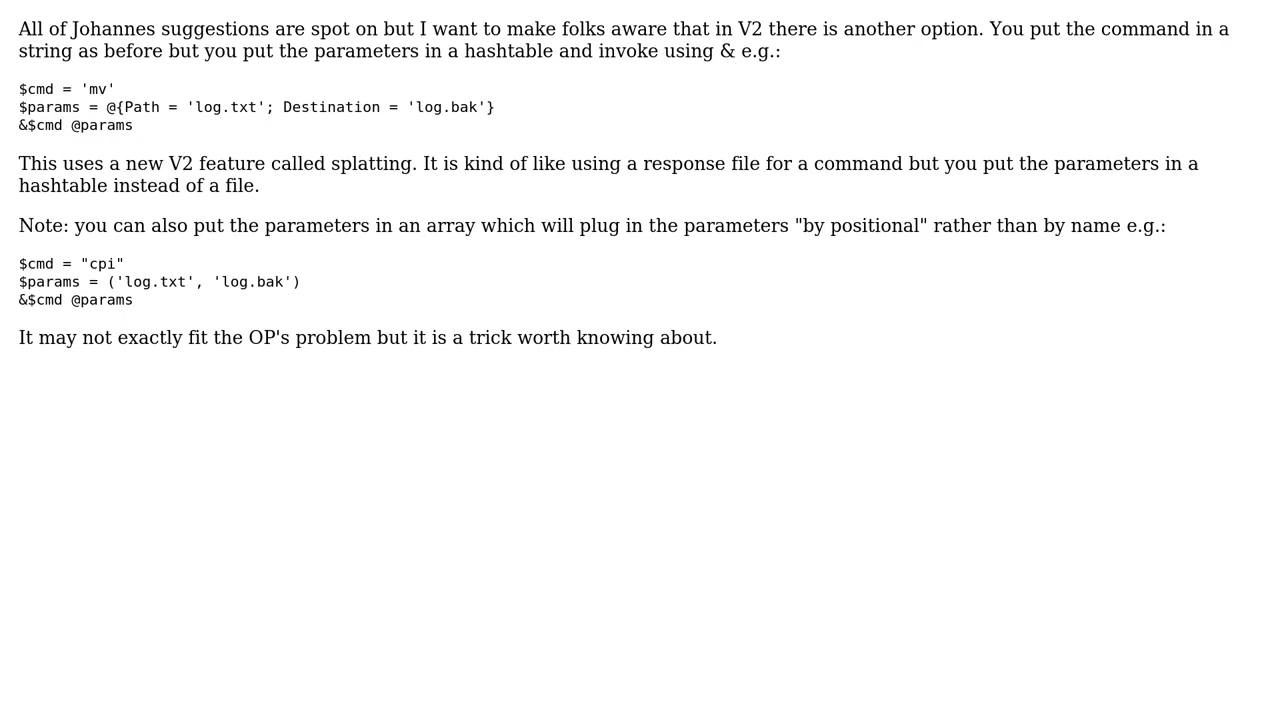 All of Johannes suggestions are spot on but I want to make folks aware that in V2 there is another option. You put the command in a
string as before but you put the parameters in a hashtable and invoke using & e.g.:
$cmd = 'mv'
$params = @{Path = 'log.txt'; Destination = 'log.bak'}
&$cmd @params
This uses a new V2 feature called splatting. It is kind of like using a response file for a command but you put the parameters in a
hashtable instead of a file.
Note: you can also put the parameters in an array which will plug in the parameters "by positional" rather than by name e.g.:
$cmd = "cpi"
$params = ('log.txt', 'log.bak')
&$cmd @params
It may not exactly fit the OP's problem but it is a trick worth knowing about.